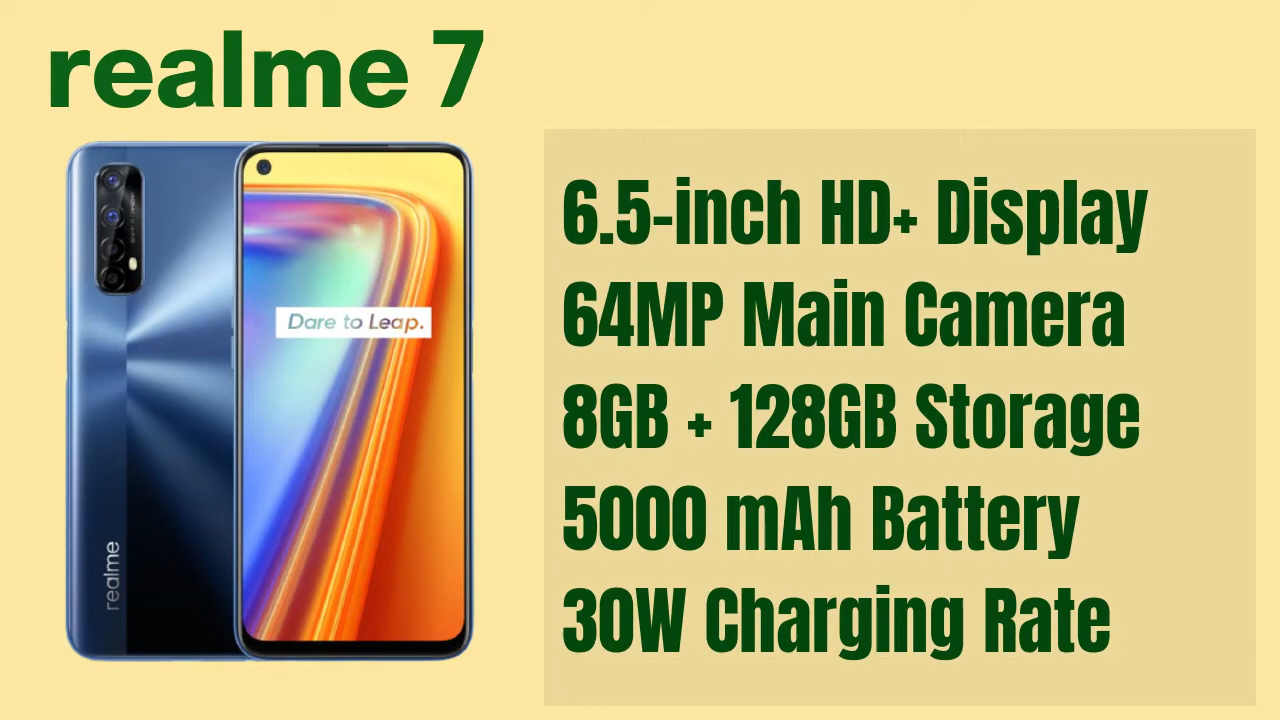 realme 7
Dare to Leap.
realme
6.5-inch HD+ Display
64MP Main Camera
8GB + 128GB Storage
5000 mAh Battery
30W Charging Rate